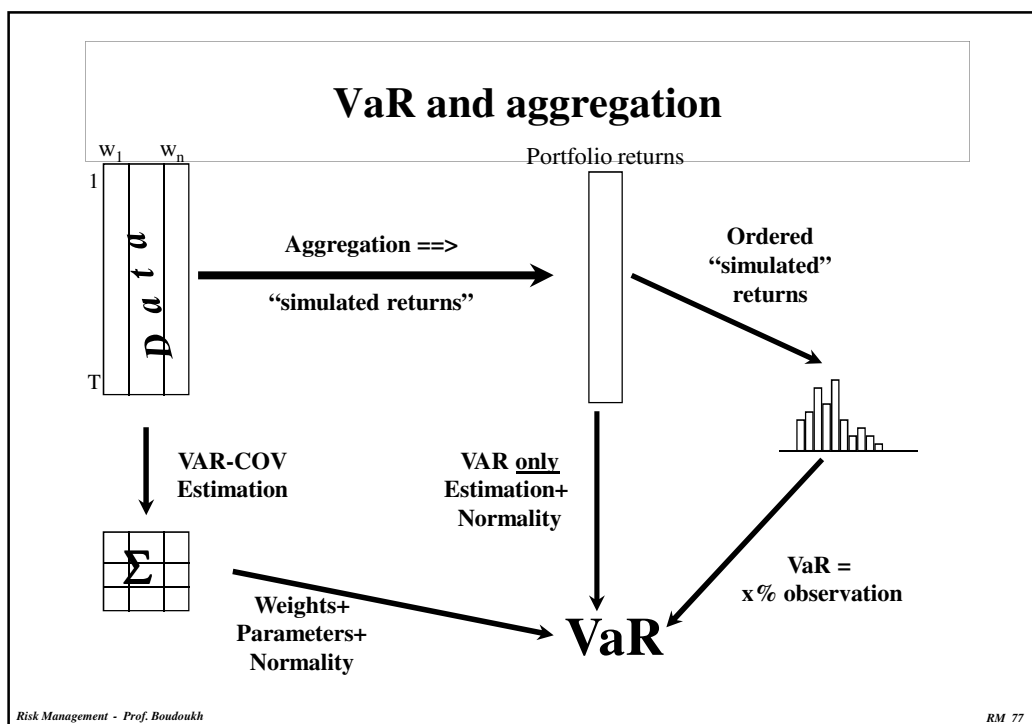 VaR and aggregation
w1 wn
Portfolio returns
1
Data
T
Aggregation ==>
“simulated returns”
Ordered
“simulated”
returns
VAR-COV
Estimation
VAR only
Estimation+
Normality
Σ
Weights+
Parameters+
Normality
VaR =
x% observation
VaR
Risk Management - Prof. Boudoukh
RM 77